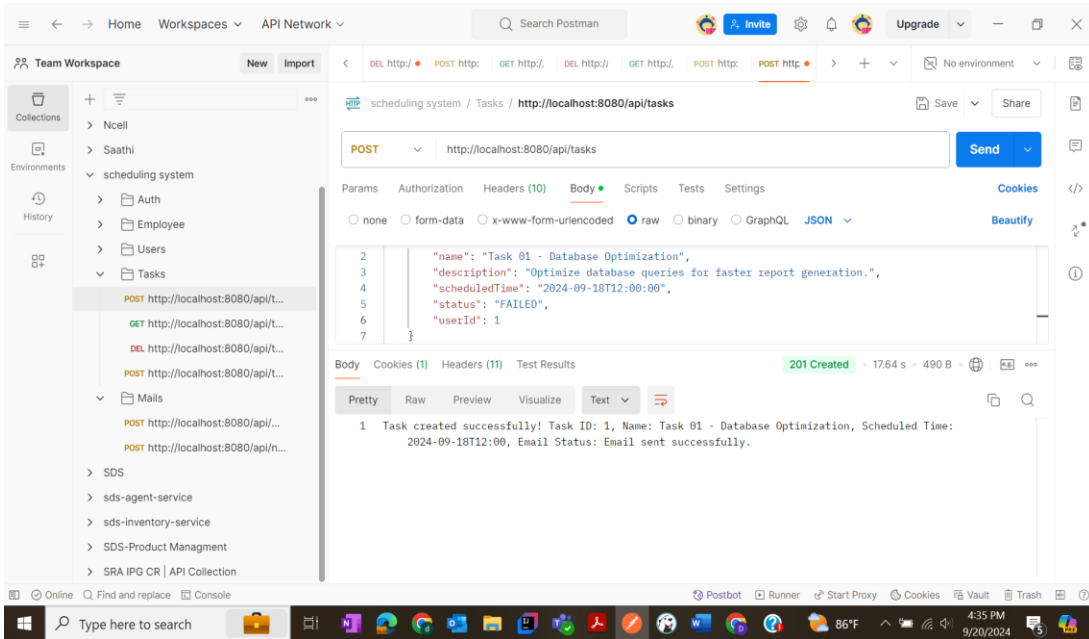 Home Workspaces API Network Search Postman Invite Upgrade
Team Workspace New Import DEL http:/ POST http: GET http:/, DEL http:// GET http:/, POST http: POST http No environment
Collections
Environments
History
Ncell
Saathi
scheduling system
Auth
Employee
Users
Tasks
POST http://localhost:8080/api/t...
GET http://localhost:8080/api/t...
DEL http://localhost:8080/api/t...
POST http://localhost:8080/api/t...
Mails
POST http://localhost:8080/api/...
POST http://localhost:8080/api/n...
SDS
sds-agent-service
sds-inventory-service
SDS-Product Managment
SRA IPG CR | API Collection
HTTP scheduling system / Tasks / http://localhost:8080/api/tasks Save Share
POST http://localhost:8080/api/tasks Send
Params Authorization Headers (10) Body Scripts Tests Settings Cookies
none form-data x-www-form-urlencoded raw binary GraphQL JSON Beautify
2 "name": "Task 01 - Database Optimization",
3 "description": "Optimize database queries for faster report generation.",
4 "scheduledTime": "2024-09-18T12:00:00",
5 "status": "FAILED",
6 "userId": 1
7 }
Body Cookies (1) Headers (11) Test Results 201 Created 17.64 s 490 B e.g.
Pretty Raw Preview Visualize Text
1 Task created successfully! Task ID: 1, Name: Task 01 - Database Optimization, Scheduled Time:
2024-09-18T12:00, Email Status: Email sent successfully.
Online Find and replace Console Postbot Runner Start Proxy Cookies Vault Trash
Type here to search 86°F 4:35 PM
9/20/2024 5